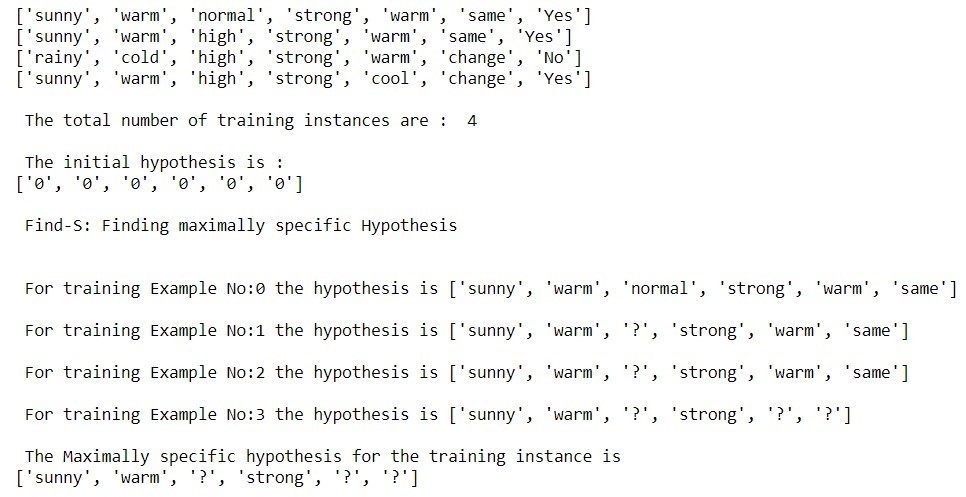 ['sunny', 'warm', 'normal', 'strong', 'warm', 'same', 'Yes']
['sunny', 'warm', 'high', 'strong', 'warm', 'same', 'Yes']
['rainy', 'cold', 'high', 'strong', 'warm', 'change', 'No']
['sunny', 'warm', 'high', 'strong', 'cool', 'change', 'Yes']
The total number of training instances are :  4
The initial hypothesis is :
['0', '0', '0', '0', '0', '0']
Find-S: Finding maximally specific Hypothesis
For training Example No:0 the hypothesis is ['sunny', 'warm', 'normal', 'strong', 'warm', 'same']
For training Example No:1 the hypothesis is ['sunny', 'warm', '?', 'strong', 'warm', 'same']
For training Example No:2 the hypothesis is ['sunny', 'warm', '?', 'strong', 'warm', 'same']
For training Example No:3 the hypothesis is ['sunny', 'warm', '?', 'strong', '?', '?']
The Maximally specific hypothesis for the training instance is
['sunny', 'warm', '?', 'strong', '?', '?']